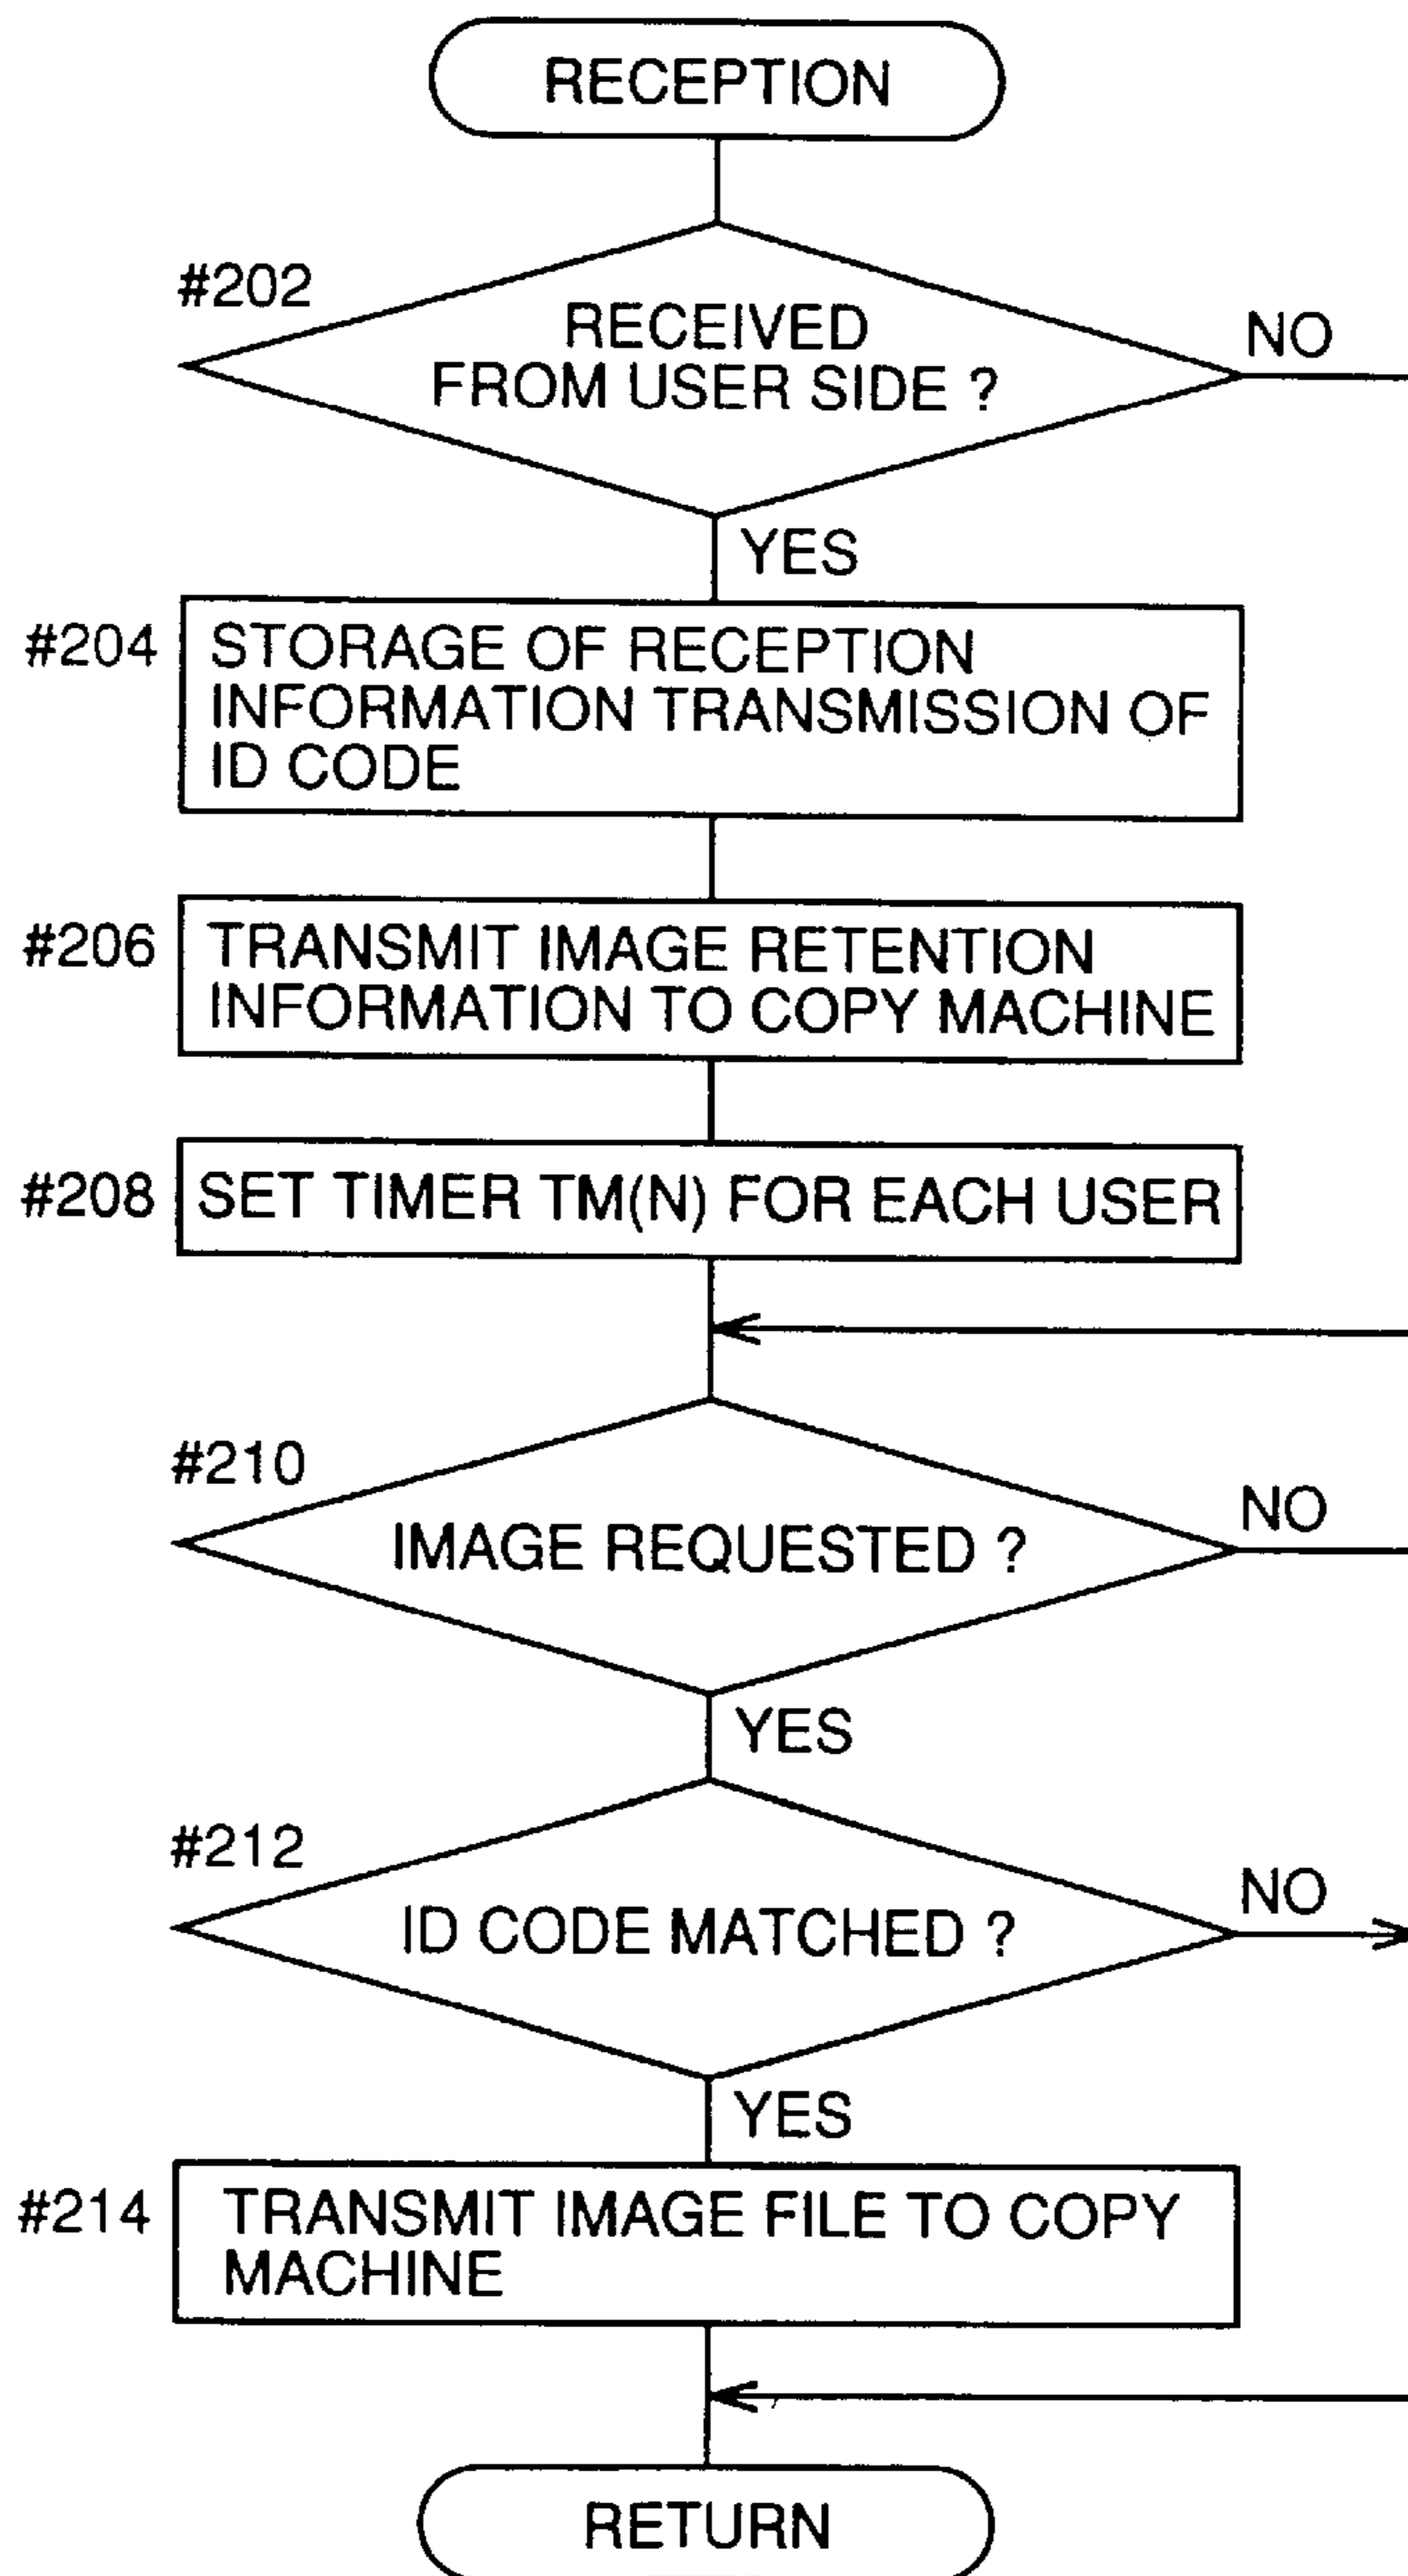 RECEPTION
#202
RECEIVED
FROM USER SIDE ?
NO
YES
#204
STORAGE OF RECEPTION
INFORMATION TRANSMISSION OF
ID CODE
#206
TRANSMIT IMAGE RETENTION
INFORMATION TO COPY MACHINE
#208
SET TIMER TM(N) FOR EACH USER
#210
IMAGE REQUESTED ?
NO
YES
#212
ID CODE MATCHED ?
NO
YES
#214
TRANSMIT IMAGE FILE TO COPY
MACHINE
RETURN